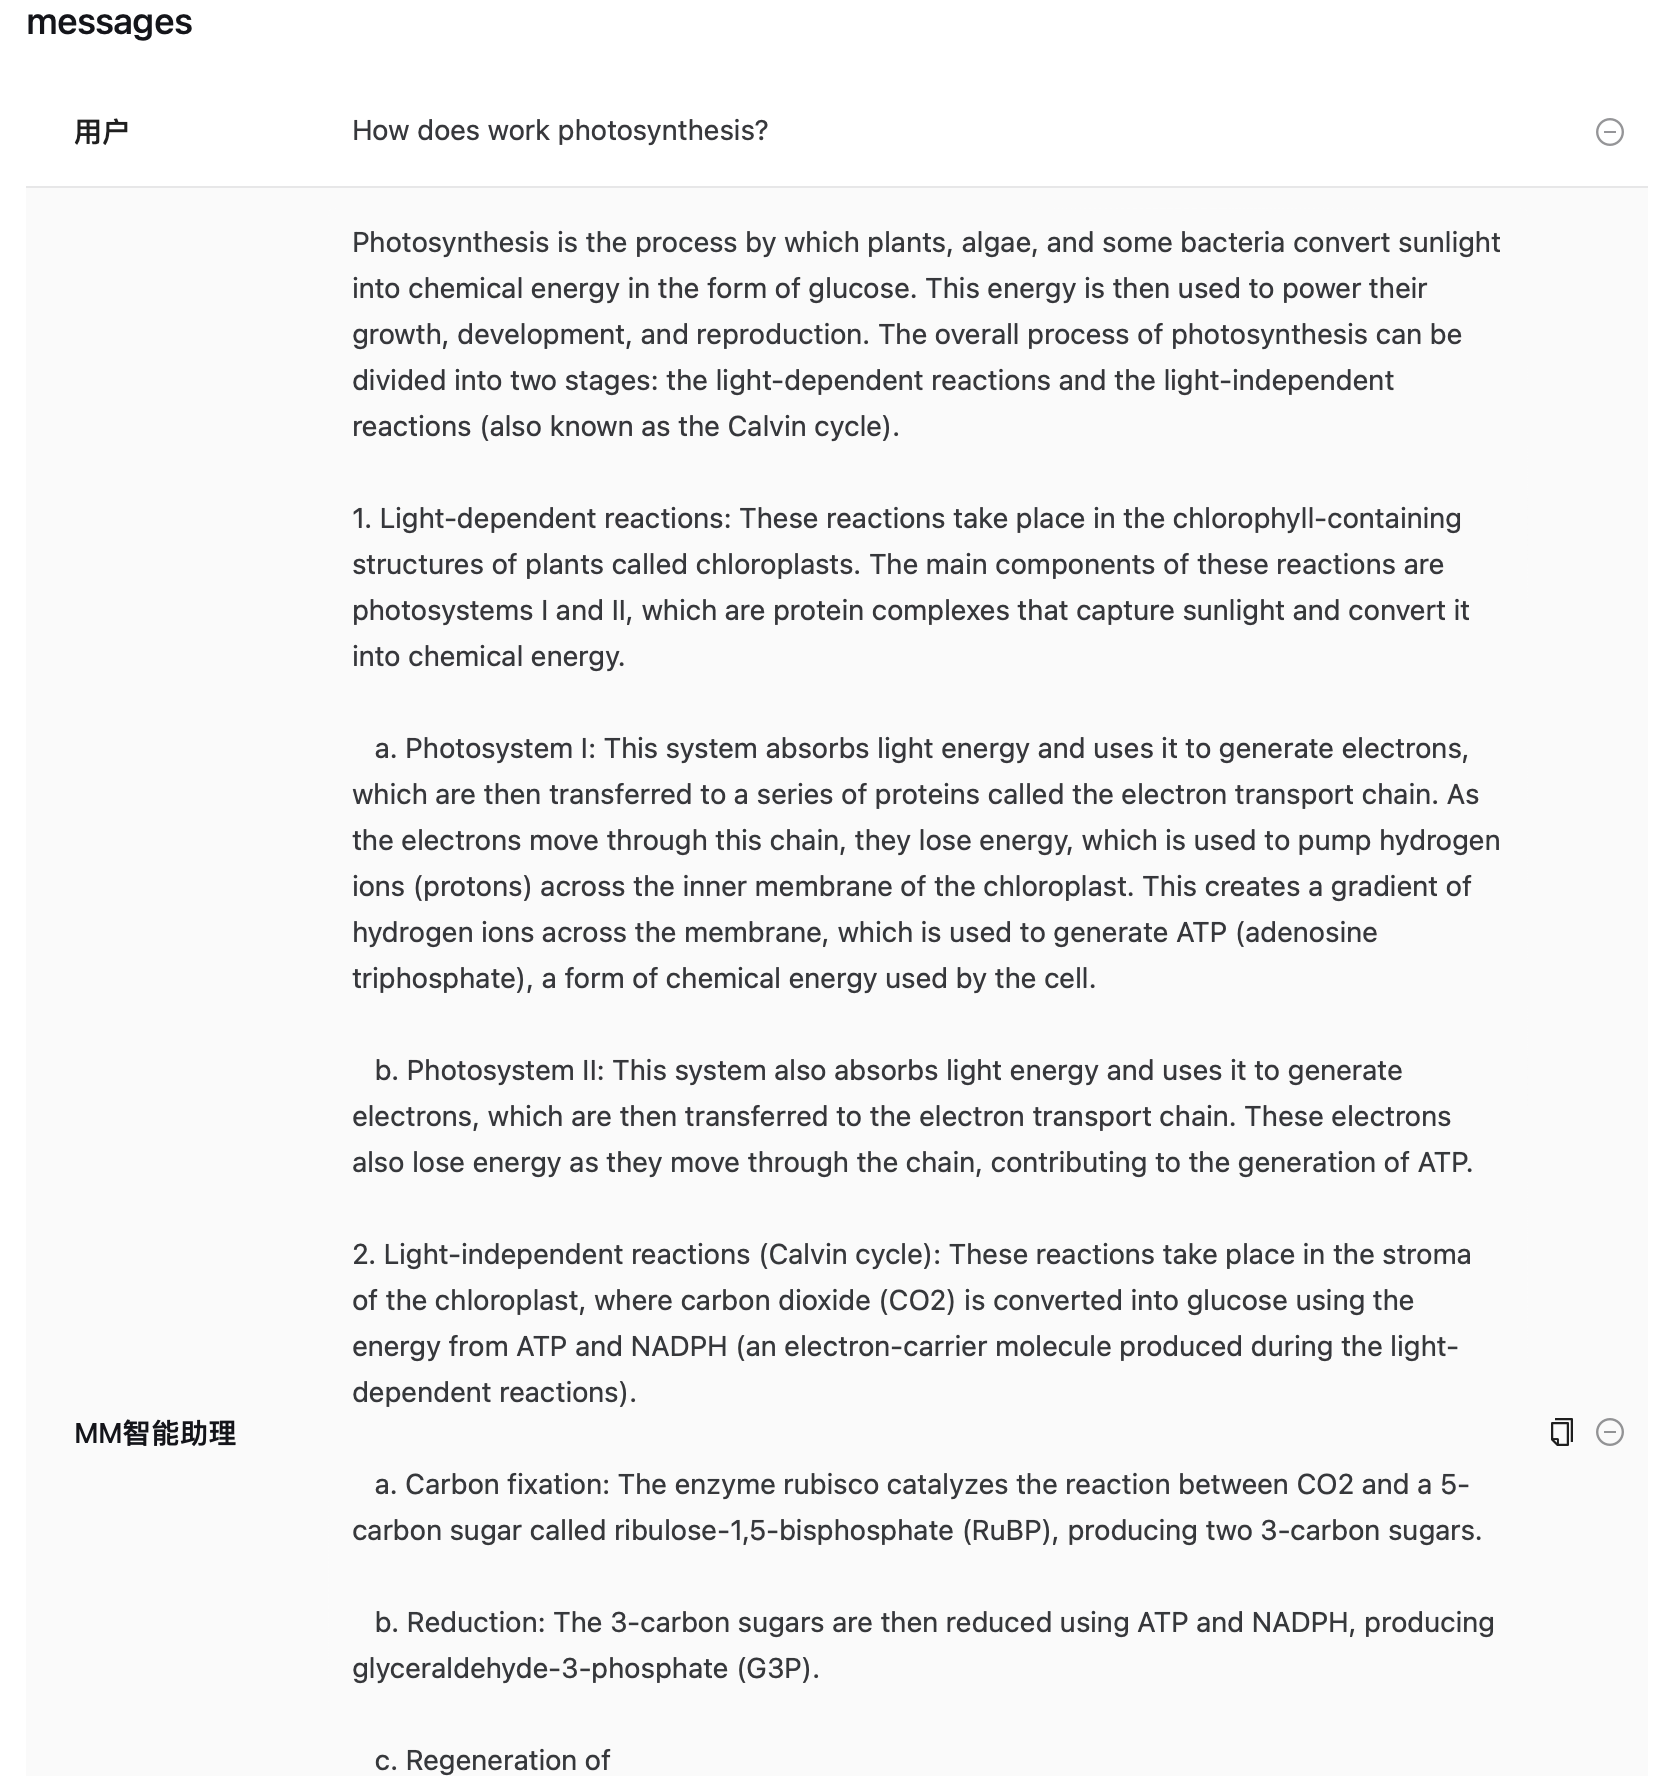 messages
用户
How does work photosynthesis?
Photosynthesis is the process by which plants, algae, and some bacteria convert sunlight
into chemical energy in the form of glucose. This energy is then used to power their
growth, development, and reproduction. The overall process of photosynthesis can be
divided into two stages: the light-dependent reactions and the light-independent
reactions (also known as the Calvin cycle).
1. Light-dependent reactions: These reactions take place in the chlorophyll-containing
structures of plants called chloroplasts. The main components of these reactions are
photosystems I and II, which are protein complexes that capture sunlight and convert it
into chemical energy.
a. Photosystem I: This system absorbs light energy and uses it to generate electrons,
which are then transferred to a series of proteins called the electron transport chain. As
the electrons move through this chain, they lose energy, which is used to pump hydrogen
ions (protons) across the inner membrane of the chloroplast. This creates a gradient of
hydrogen ions across the membrane, which is used to generate ATP (adenosine
triphosphate), a form of chemical energy used by the cell.
b. Photosystem II: This system also absorbs light energy and uses it to generate
electrons, which are then transferred to the electron transport chain. These electrons
also lose energy as they move through the chain, contributing to the generation of ATP.
2. Light-independent reactions (Calvin cycle): These reactions take place in the stroma
of the chloroplast, where carbon dioxide (CO2) is converted into glucose using the
energy from ATP and NADPH (an electron-carrier molecule produced during the light-
dependent reactions).
MM智能助理
a. Carbon fixation: The enzyme rubisco catalyzes the reaction between CO2 and a 5-
carbon sugar called ribulose-1,5-bisphosphate (RuBP), producing two 3-carbon sugars.
b. Reduction: The 3-carbon sugars are then reduced using ATP and NADPH, producing
glyceraldehyde-3-phosphate (G3P).
c. Regeneration of